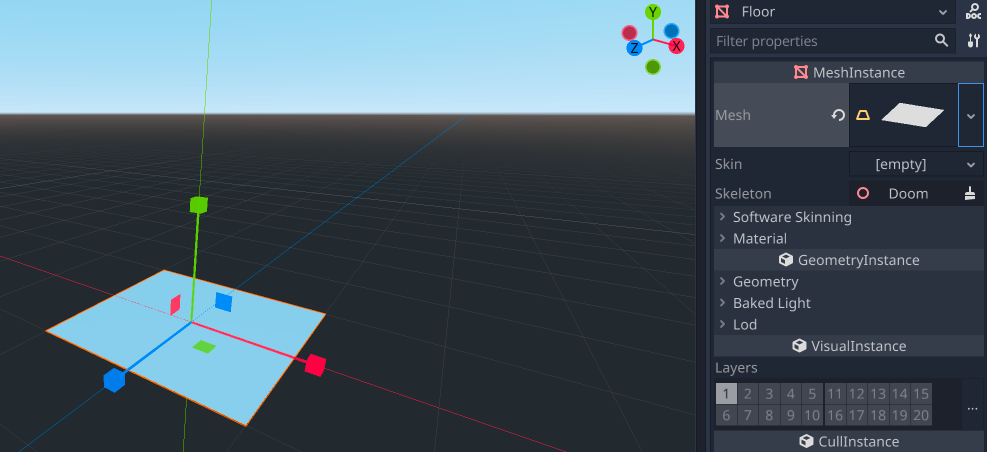 Y
X
Z
Floor
DOC
Filter properties
MeshInstance
Mesh
Skin [empty]
Skeleton Doom
Software Skinning
Material
GeometryInstance
Geometry
Baked Light
Lod
VisualInstance
Layers
1 2 3 4 5 11 12 13 14 15
6 7 8 9 10 16 17 18 19 20
...
CullInstance